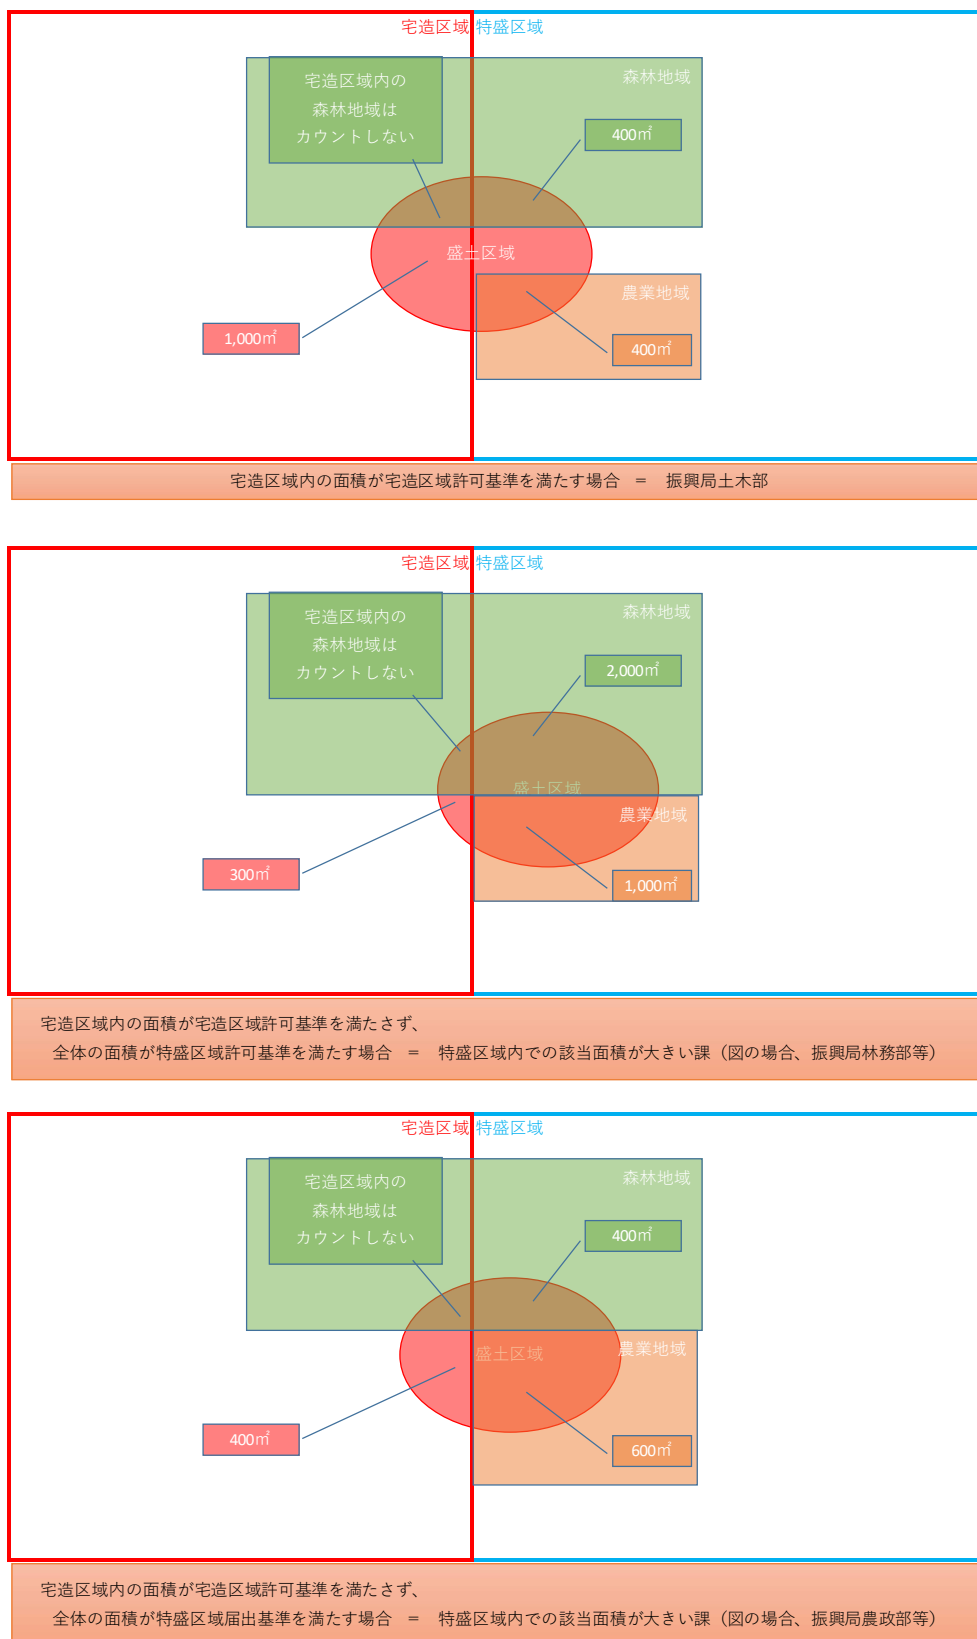 宅造区域 特盛区域
森林地域
宅造区域内の
森林地域は
カウントしない
400㎡
盛土区域
農業地域
1,000㎡
400㎡
宅造区域内の面積が宅造区域許可基準を満たす場合 = 振興局土木部
宅造区域 特盛区域
森林地域
宅造区域内の
森林地域は
カウントしない
2,000㎡
盛土区域
農業地域
300㎡
1,000㎡
宅造区域内の面積が宅造区域許可基準を満たさず、
全体の面積が特盛区域許可基準を満たす場合 = 特盛区域内での該当面積が大きい課（図の場合、振興局林務部等）
宅造区域 特盛区域
森林地域
宅造区域内の
森林地域は
カウントしない
400㎡
盛土区域
農業地域
400㎡
600㎡
宅造区域内の面積が宅造区域許可基準を満たさず、
全体の面積が特盛区域届出基準を満たす場合 = 特盛区域内での該当面積が大きい課（図の場合、振興局農政部等）